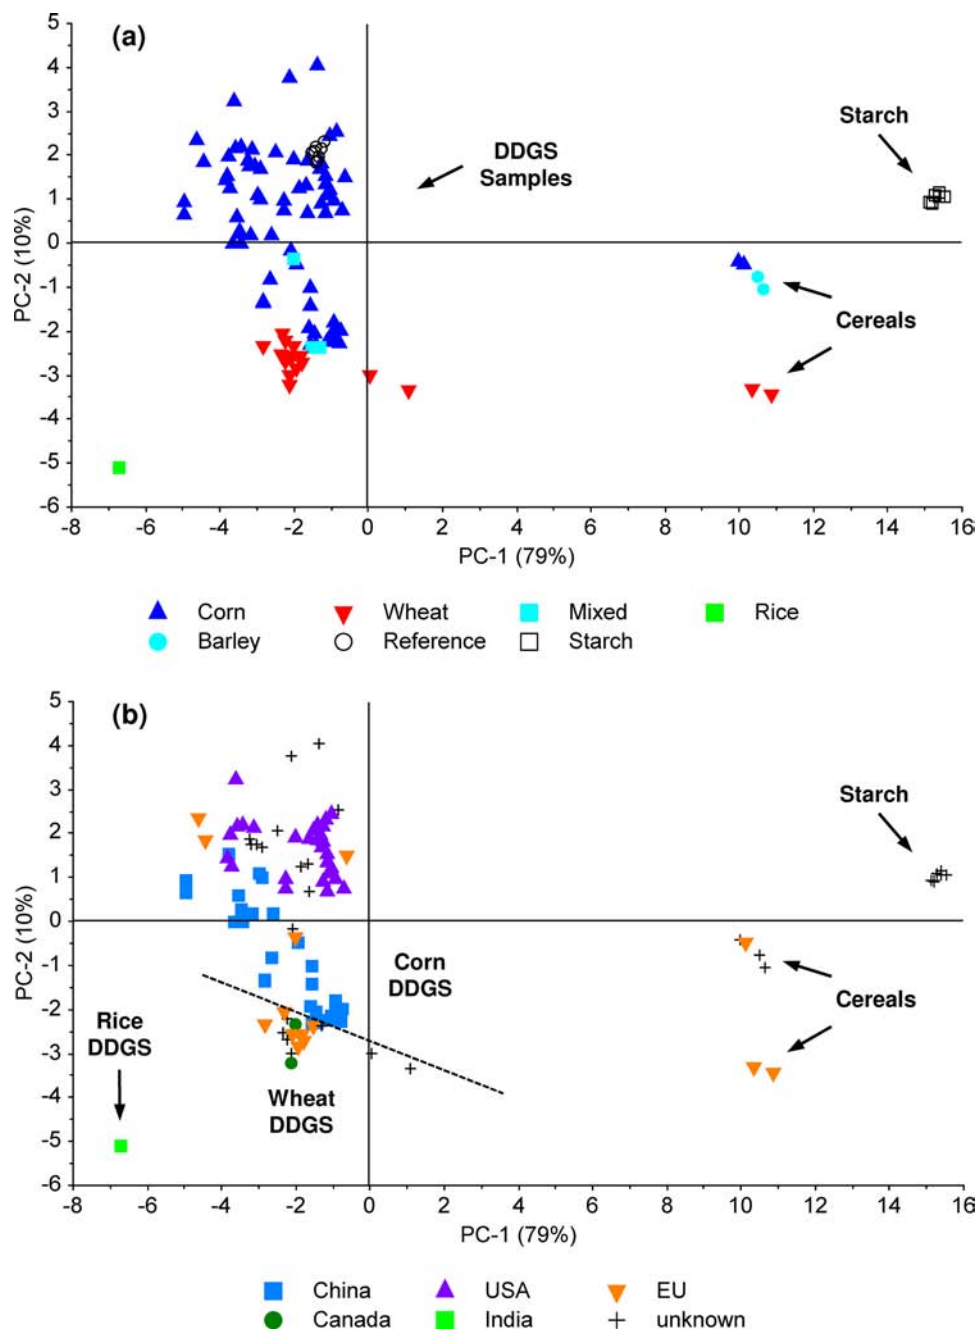 (a)
5
4
3
2
1
0
-1
-2
-3
-4
-5
-6
PC-2 (10%)
DDGS
Samples
Starch
Cereals
-8 -6 -4 -2 0 2 4 6 8 10 12 14 16
PC-1 (79%)
Corn Wheat Mixed Rice
Barley Reference Starch
(b)
5
4
3
2
1
0
-1
-2
-3
-4
-5
-6
PC-2 (10%)
Starch
Corn
DDGS
Cereals
Rice
DDGS
Wheat
DDGS
-8 -6 -4 -2 0 2 4 6 8 10 12 14 16
PC-1 (79%)
China USA EU
Canada India unknown